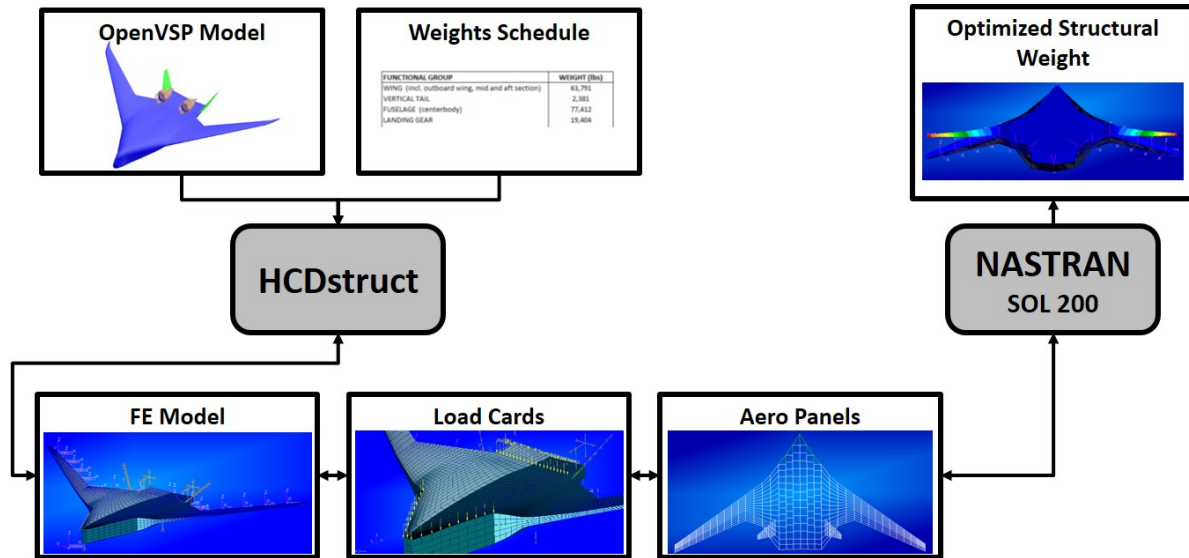 OpenVSP Model
Weights Schedule
FUNCTIONAL GROUP WEIGHT (lbs)
WING (incl. outboard wing, mid and aft section) 63,791
VERTICAL TAIL 2,381
FUSELAGE (centerbody) 77,412
LANDING GEAR 19,404
Optimized Structural
Weight
HCDstruct
NASTRAN
SOL 200
FE Model
Load Cards
Aero Panels